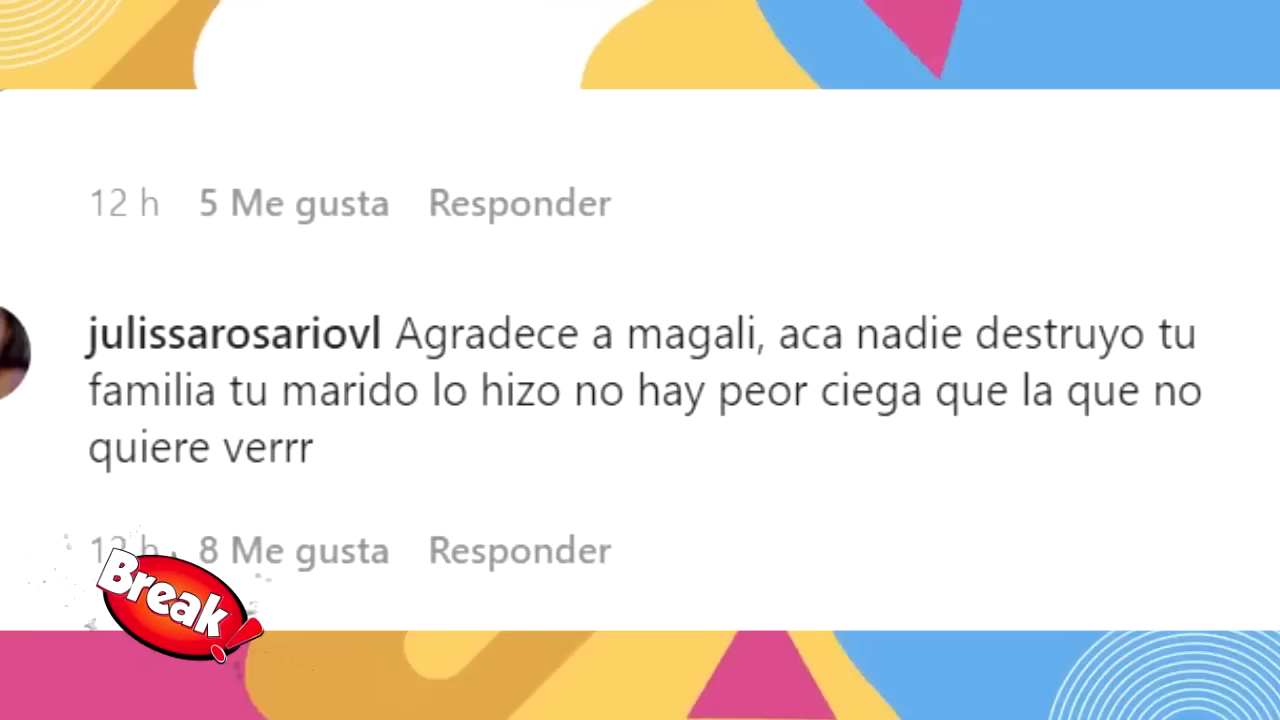 12 h 5 Me gusta Responder
julissarosariovl Agradece a magali, aca nadie destruyo tu
familia tu marido lo hizo no hay peor ciega que la que no
quiere verrr
12 h 8 Me gusta Responder
Break!